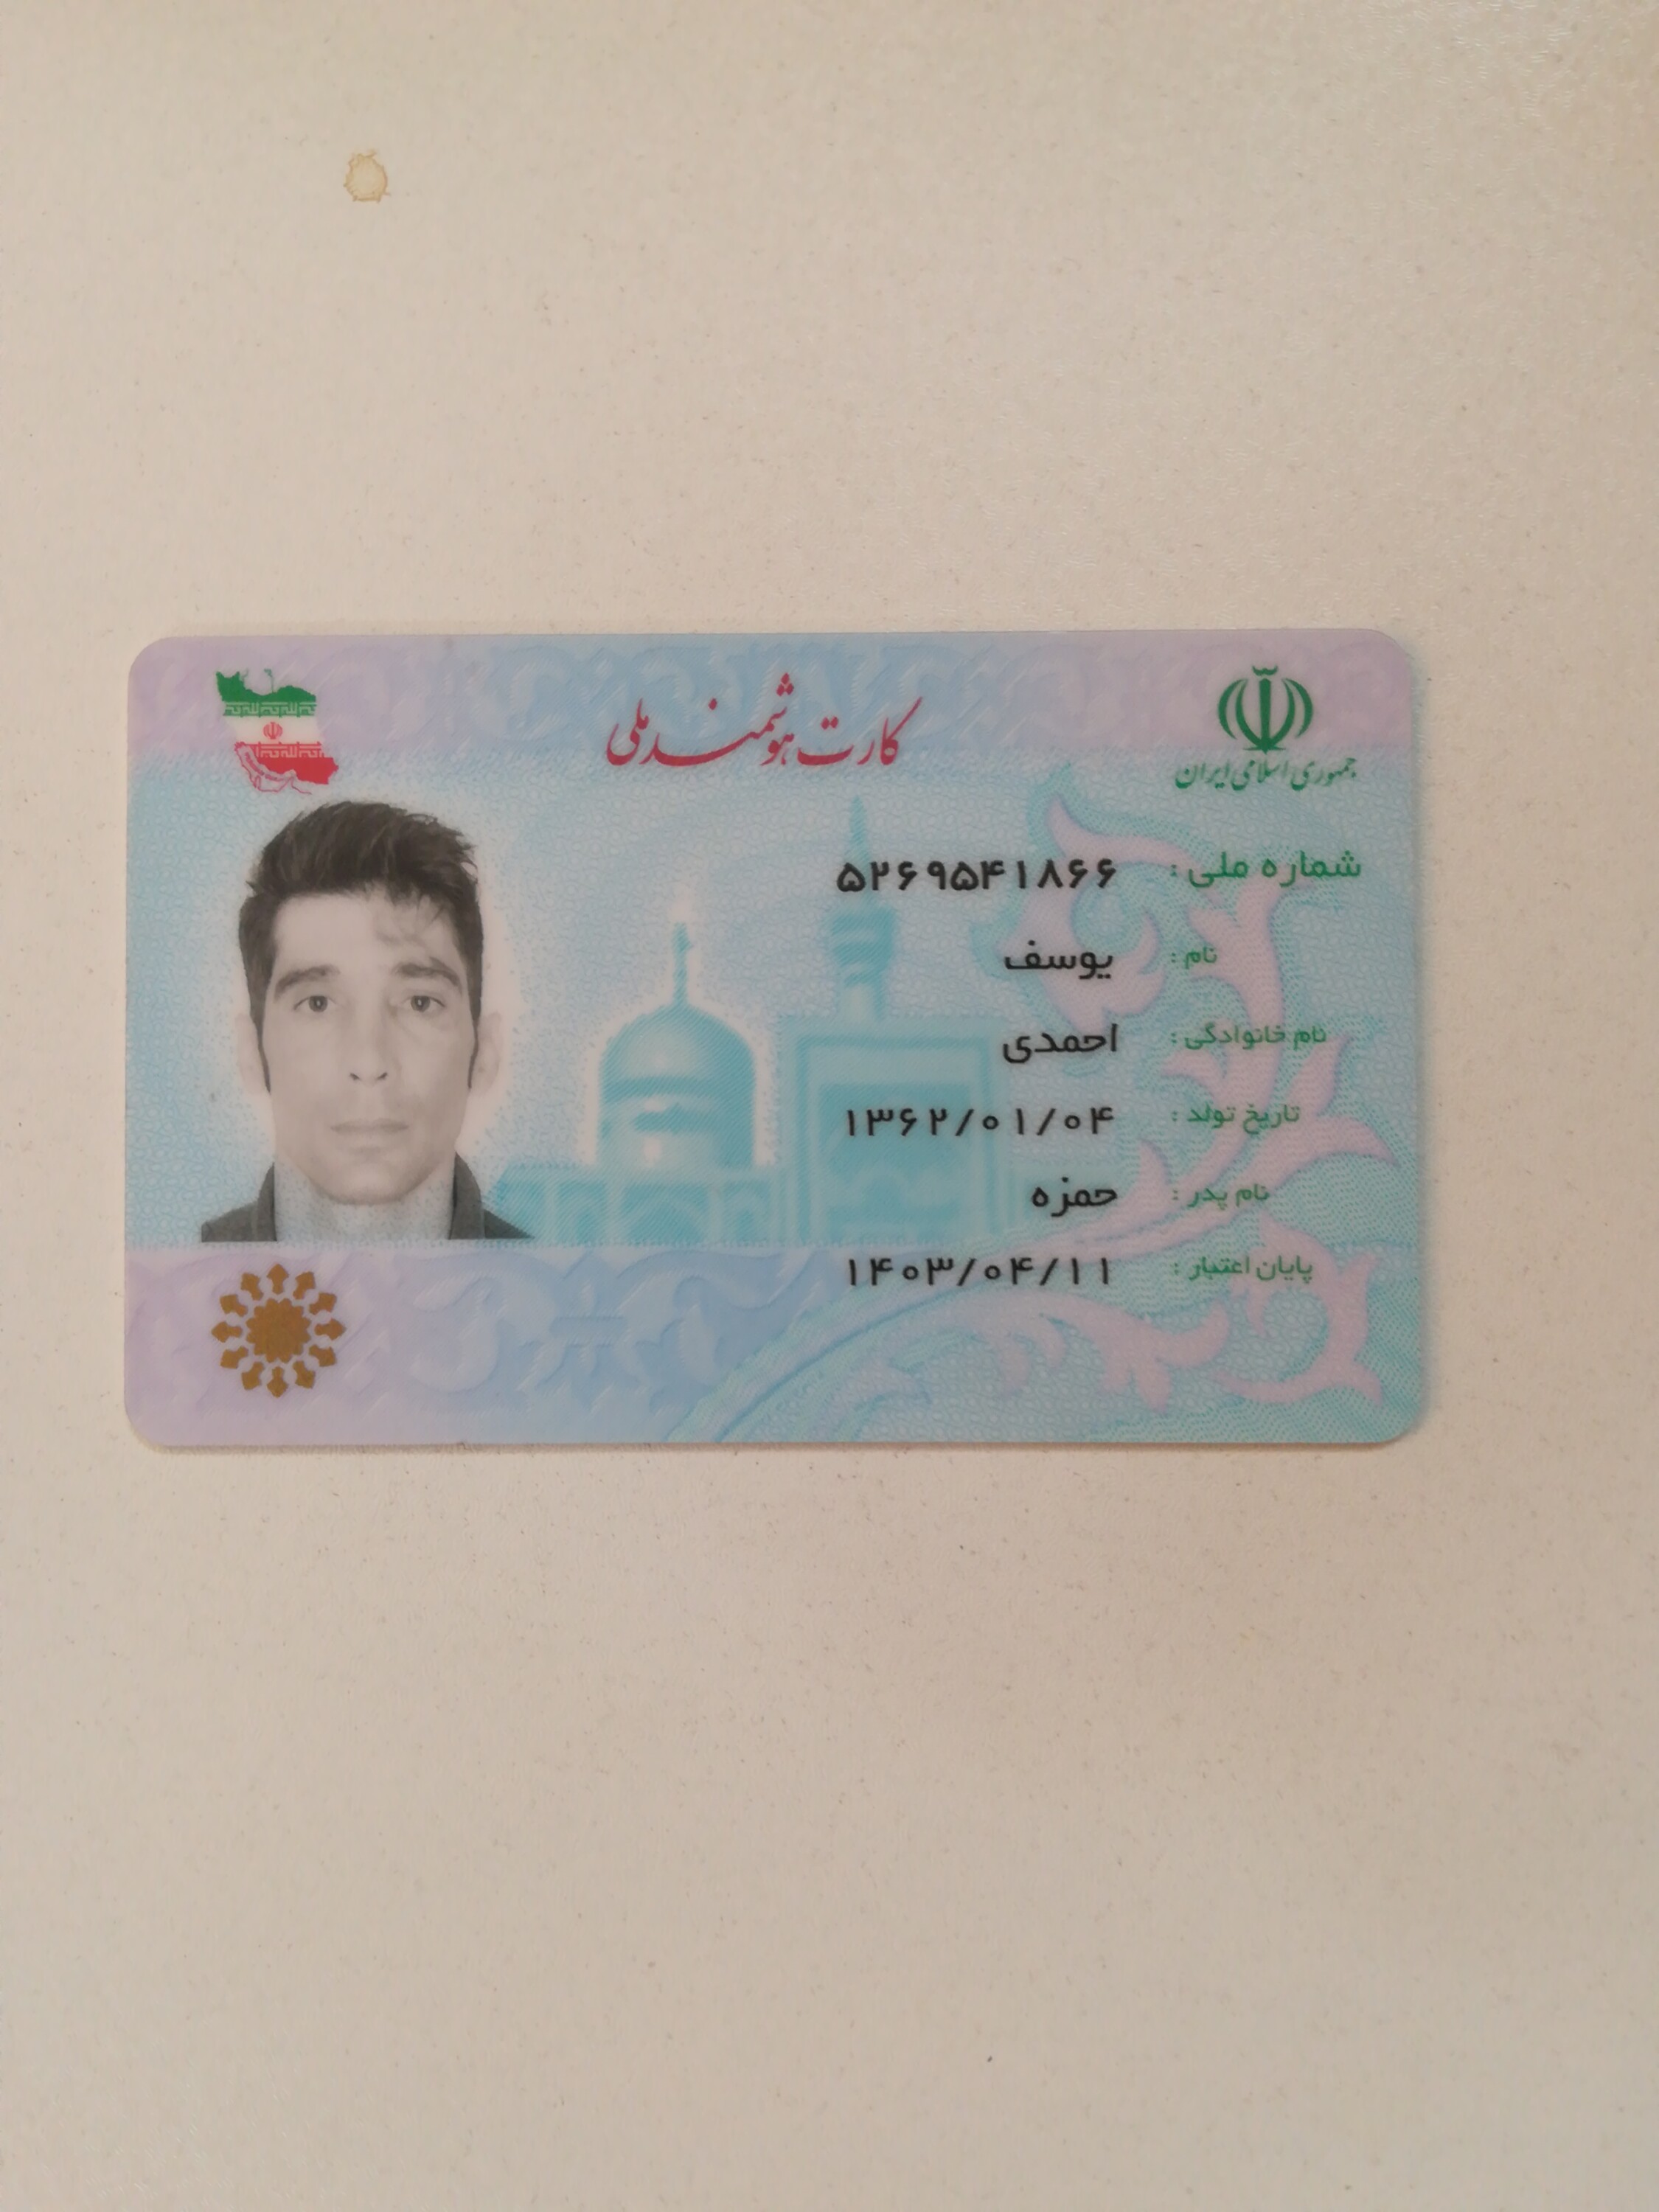 جمهوری اسلامی ایران
کارت هوشمند ملی
شماره ملی : ۵۲۶۹۵۴۱۸۶۶
نام : یوسف
نام خانوادگی : احمدی
تاریخ تولد : ۱۳۶۲/۰۱/۰۴
نام پدر : حمزه
پایان اعتبار : ۱۴۰۳/۰۴/۱۱